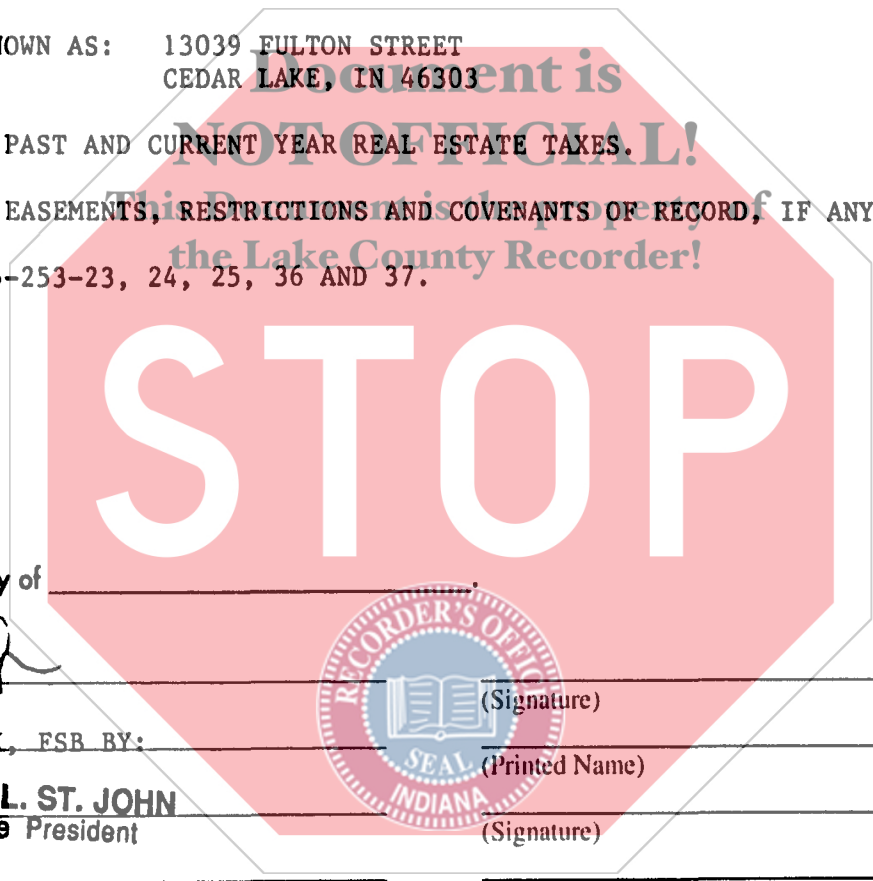 OWN AS: 13039 FULTON STREET
CEDAR LAKE, IN 46303
Document is
PAST AND CURRENT YEAR REAL ESTATE TAXES.
NOT OFFICIAL!
EASEMENTS, RESTRICTIONS AND COVENANTS OF RECORD, IF ANY
This Document is the property of
the Lake County Recorder!
-253-23, 24, 25, 36 AND 37.
STOP
of
RECORDER'S OFFICE
(Signature)
, FSB BY:
SEAL
(Printed Name)
INDIANA
L. ST. JOHN
President
(Signature)